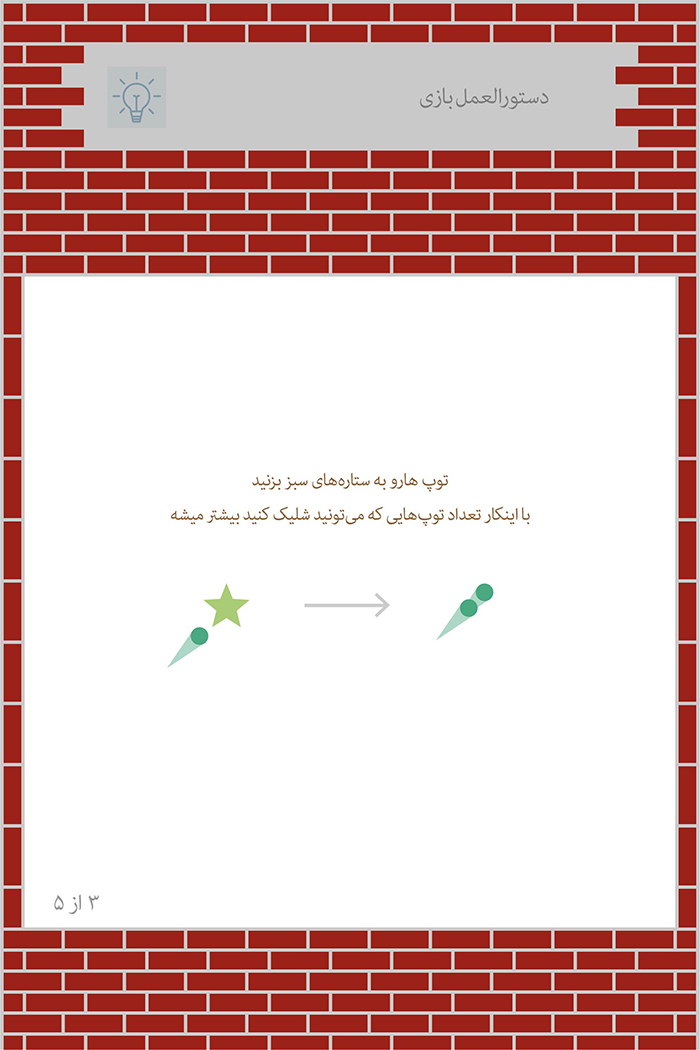 دستورالعمل بازی
توپ هارو به ستاره‌های سبز بزنید
با اینکار تعداد توپ‌هایی که می‌تونید شلیک کنید بیشتر میشه
۳ از ۵